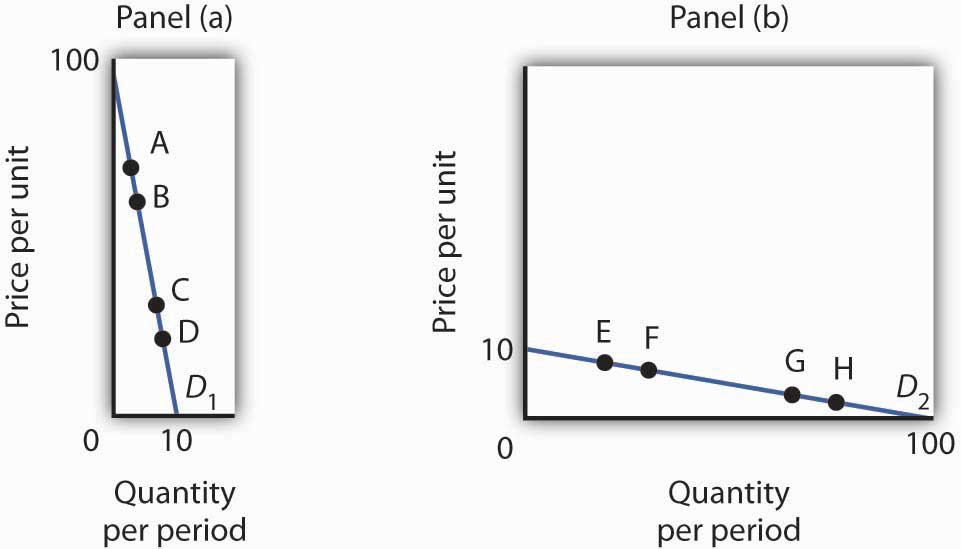 Panel (a)
100
Price per unit
A
B
C
D
D1
0
10
Quantity
per period
Panel (b)
Price per unit
10
E
F
G
H
D2
0
100
Quantity
per period